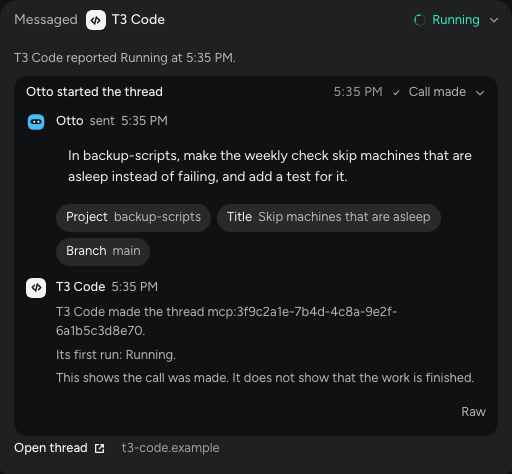 Messaged T3 Code Running
T3 Code reported Running at 5:35 PM.
Otto started the thread 5:35 PM Call made
Otto sent 5:35 PM
In backup-scripts, make the weekly check skip machines that are
asleep instead of failing, and add a test for it.
Project backup-scripts Title Skip machines that are asleep
Branch main
T3 Code 5:35 PM
T3 Code made the thread mcp:3f9c2a1e-7b4d-4c8a-9e2f-
6a1b5c3d8e70.
Its first run: Running.
This shows the call was made. It does not show that the work is finished.
Raw
Open thread t3-code.example